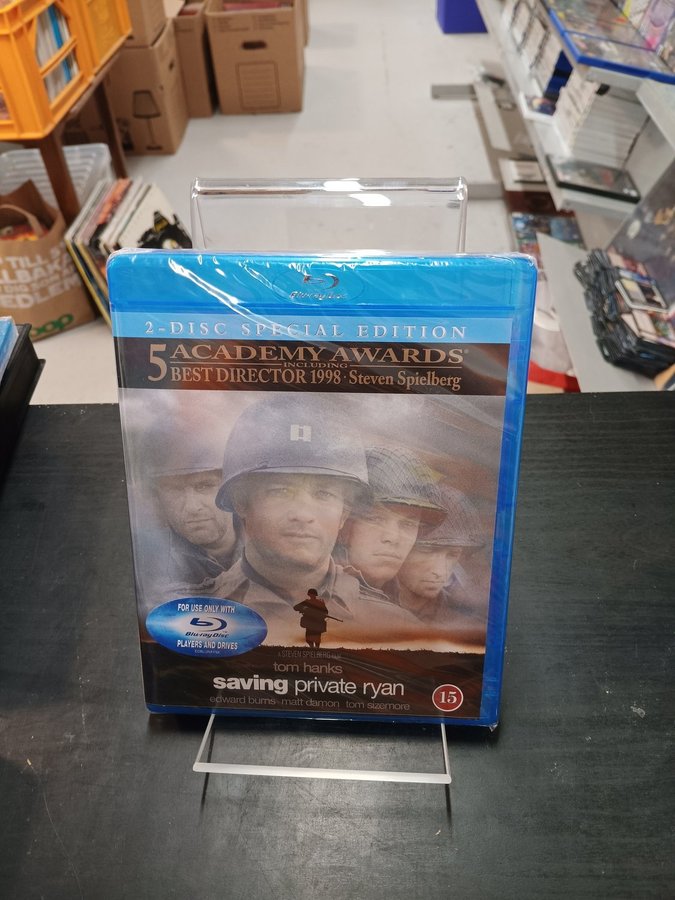 Blu-ray Disc
2-DISC SPECIAL EDITION
5 ACADEMY AWARDS®
INCLUDING
BEST DIRECTOR 1998 · Steven Spielberg
FOR USE ONLY WITH
Blu-ray Disc
PLAYERS AND DRIVES
A STEVEN SPIELBERG FILM
tom hanks
saving private ryan
edward burns matt damon tom sizemore
15
TILL